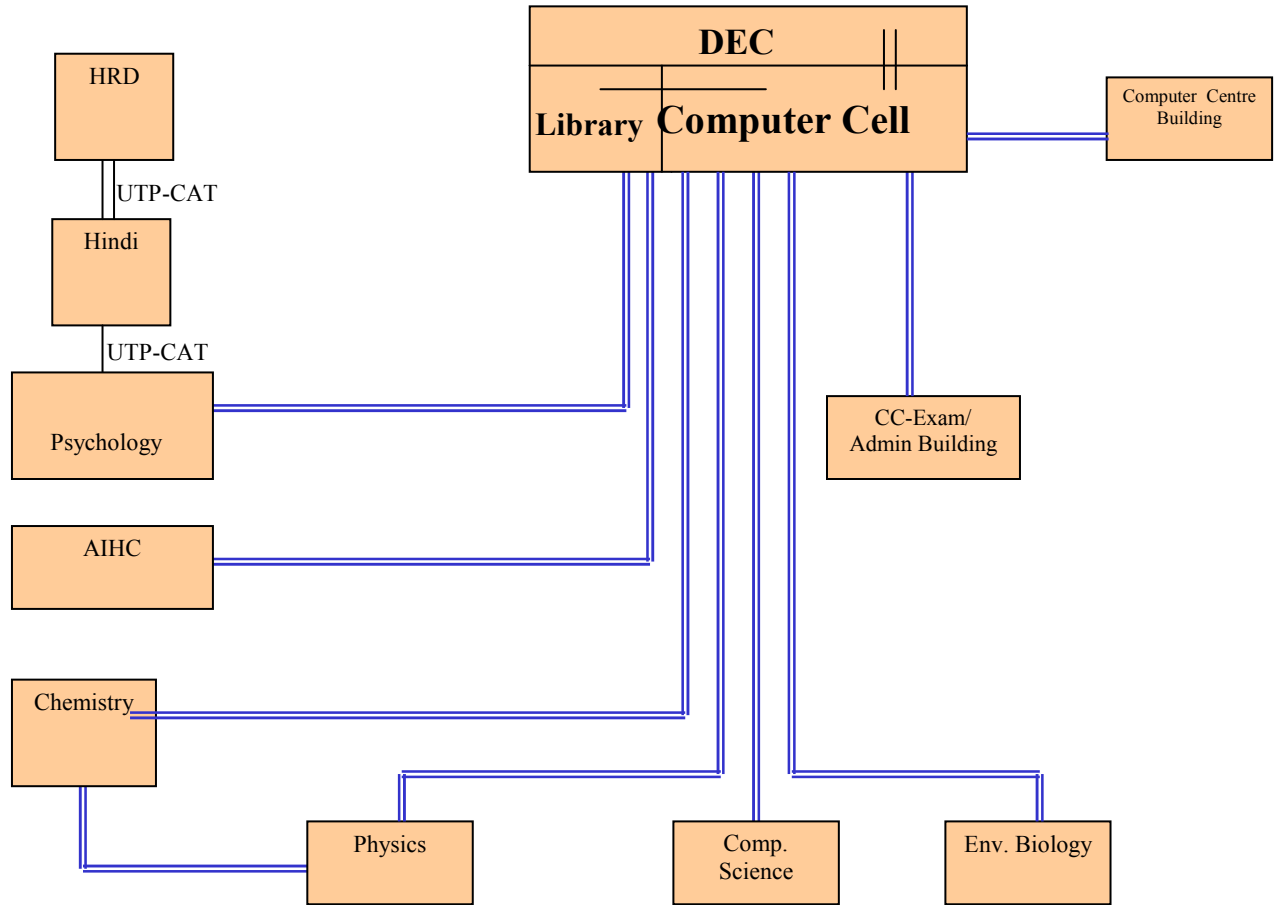 DEC
HRD
Computer Centre
Building
Library
Computer Cell
UTP-CAT
Hindi
UTP-CAT
Psychology
CC-Exam/
Admin Building
AIHC
Chemistry
Physics
Comp.
Science
Env. Biology